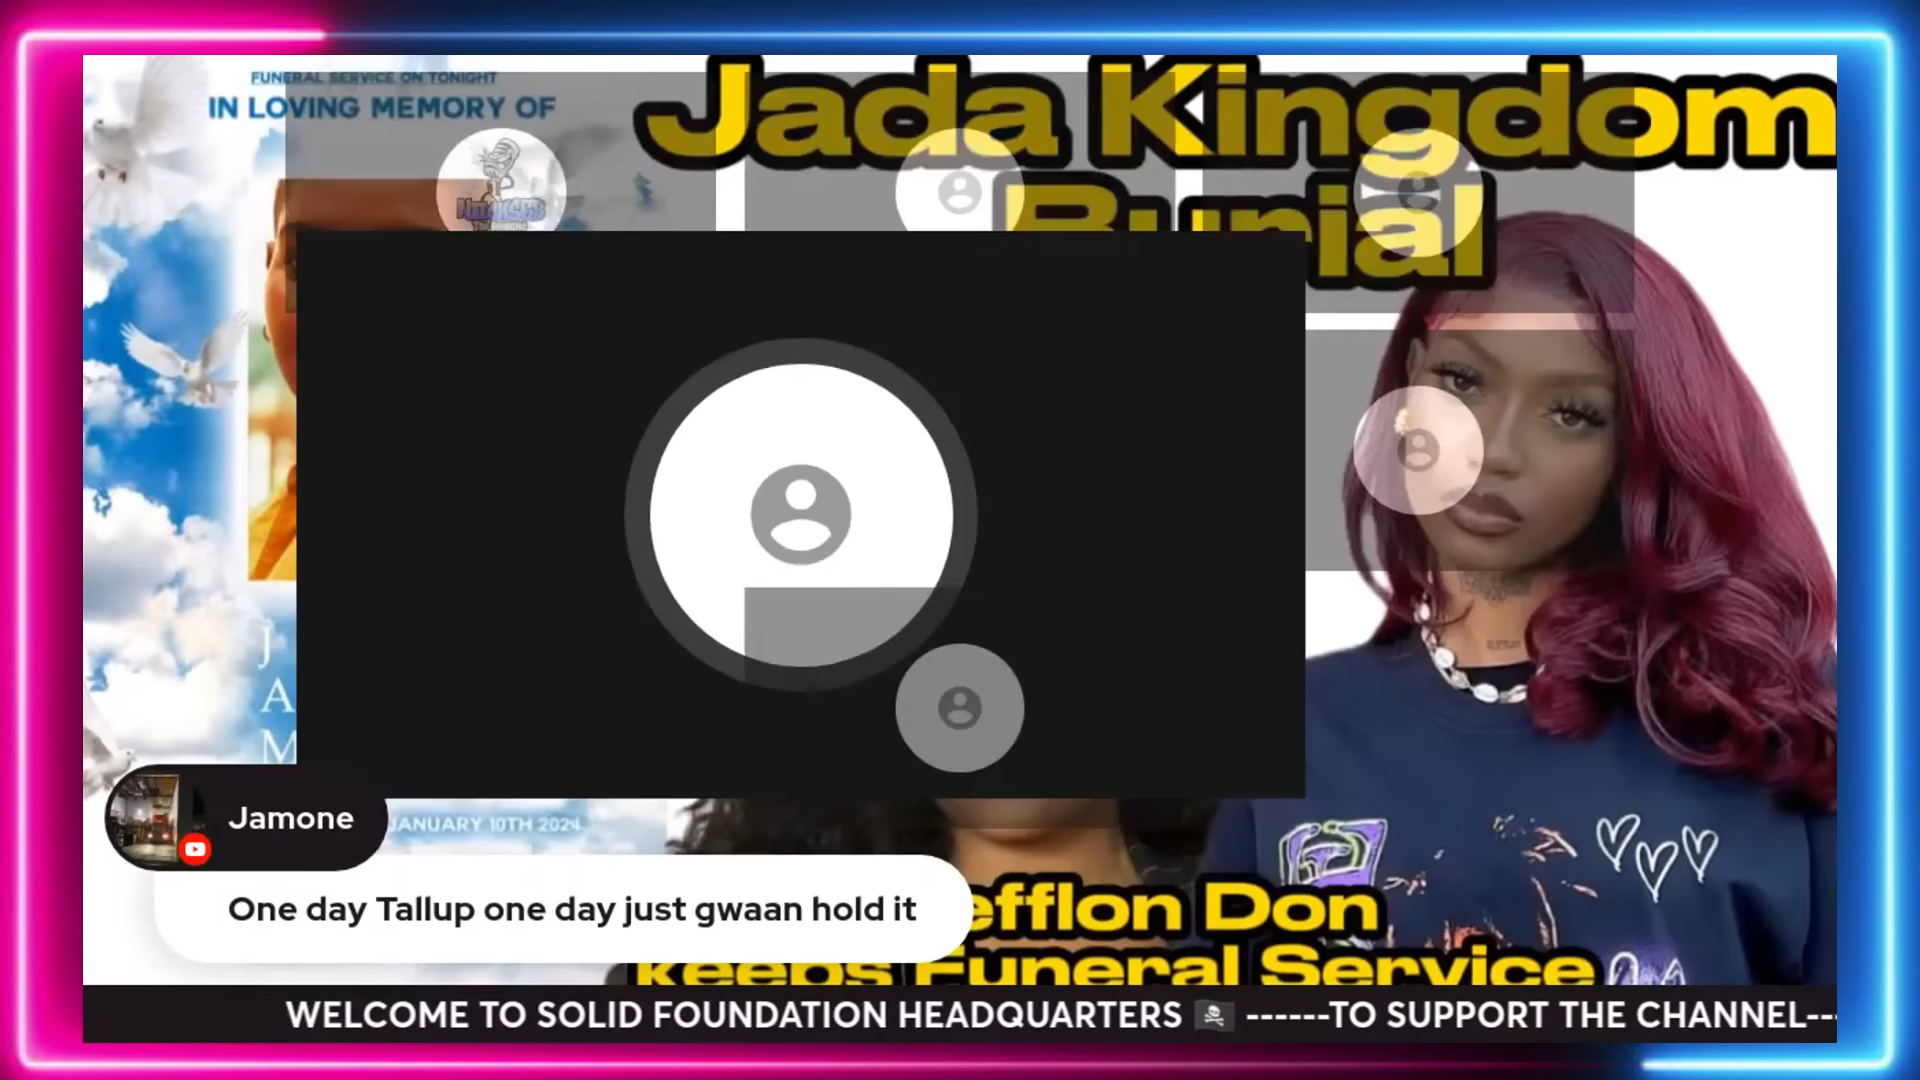 FUNERAL SERVICE ON TONIGHT
IN LOVING MEMORY OF
Jada Kingdom
Burial
J
A
M
Jamone
JANUARY 10TH 2024
One day Tallup one day just gwaan hold it
efflon Don
keeps Funeral Service
WELCOME TO SOLID FOUNDATION HEADQUARTERS 🏴‍☠️ ------TO SUPPORT THE CHANNEL---